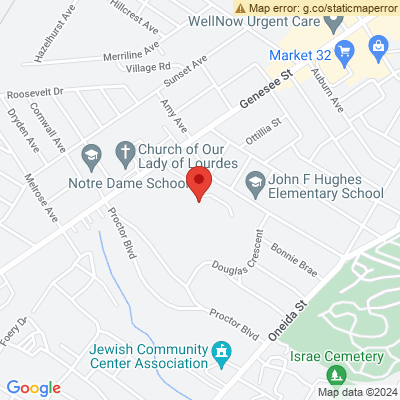 Map error: g.co/staticmaperror
Hillcrest Ave
WellNow Urgent Care
Hazelhurst Ave
Merriline Ave
Market 32
Village Rd
Sunset Ave
Genesee St
Auburn Ave
Roosevelt Dr
Amy Ave
Cornwall Ave
Dryden Ave
Ottillia St
Church of Our
Lady of Lourdes
Notre Dame School
John F Hughes
Elementary School
Melrose Ave
Proctor Blvd
Bonnie Brae
Douglas Crescent
Proctor Blvd
Oneida St
Foery Dr
Jewish Community
Center Association
Israe Cemetery
Google
Map data ©2024